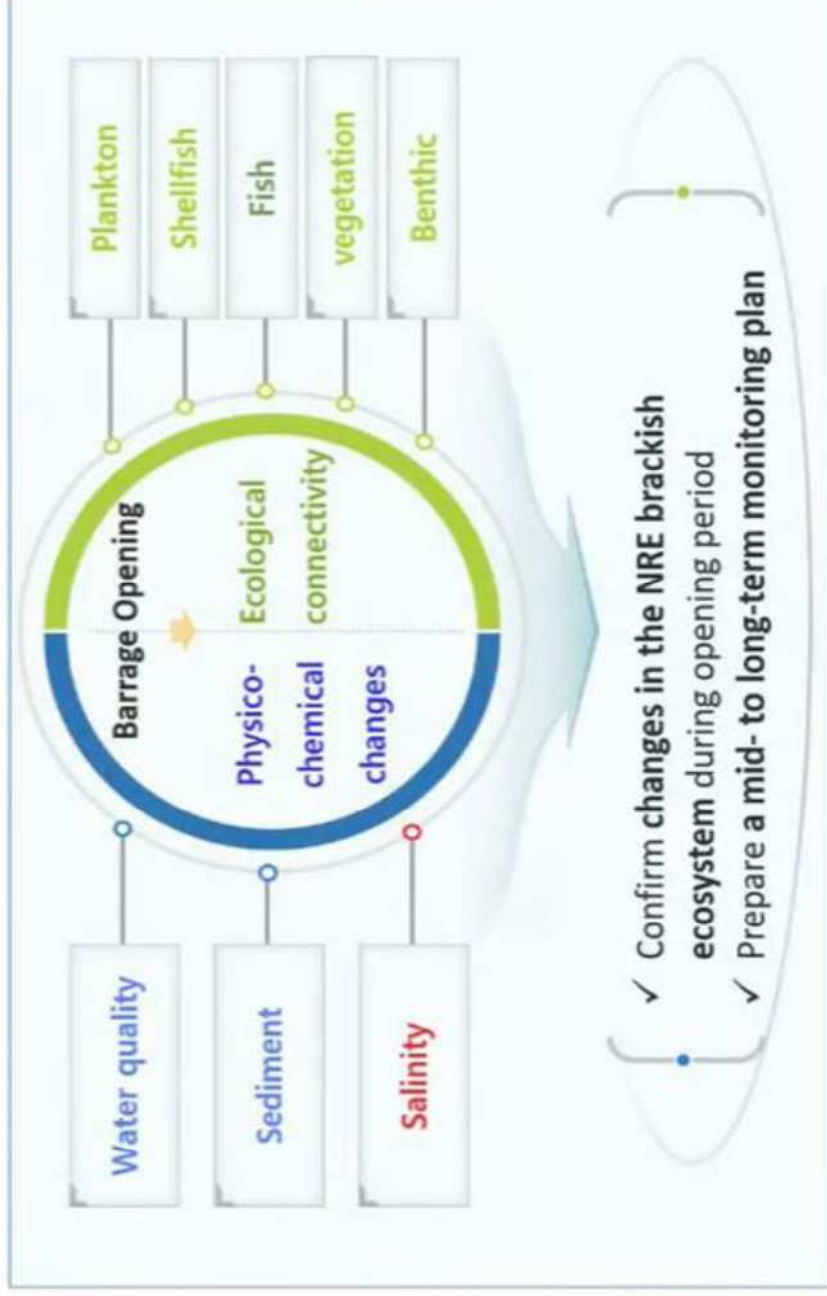 Barrage Opening
Water quality
Sediment
Salinity
Physico-
chemical
changes
Ecological
connectivity
Plankton
Shellfish
Fish
vegetation
Benthic
✓ Confirm changes in the NRE brackish
ecosystem during opening period
✓ Prepare a mid- to long-term monitoring plan